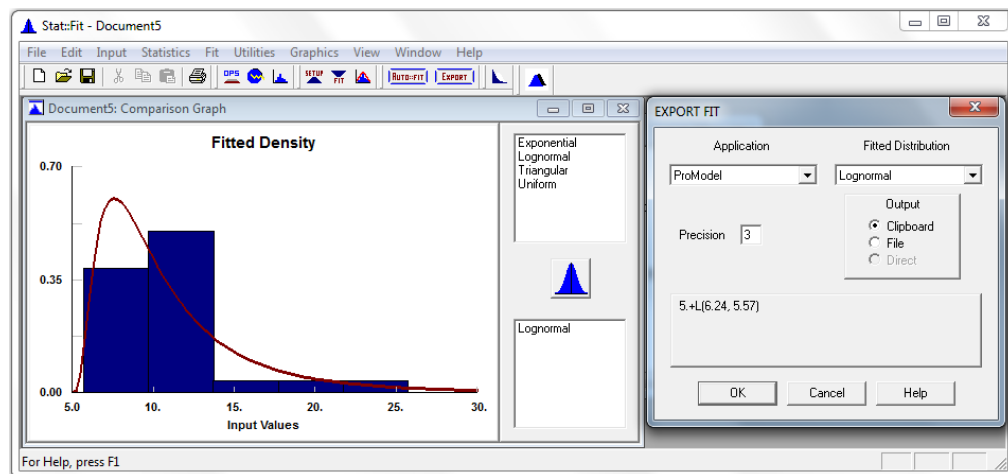 Stat::Fit - Document5
File Edit Input Statistics Fit Utilities Graphics View Window Help
OPS SETUP FIT AUTO::FIT EXPORT
Document5: Comparison Graph
Fitted Density
0.70
0.35
0.00
5.0 10. 15. 20. 25. 30.
Input Values
Exponential
Lognormal
Triangular
Uniform
Lognormal
EXPORT FIT
Application Fitted Distribution
ProModel Lognormal
Precision 3
Output
Clipboard
File
Direct
5.+L(6.24, 5.57)
OK Cancel Help
For Help, press F1